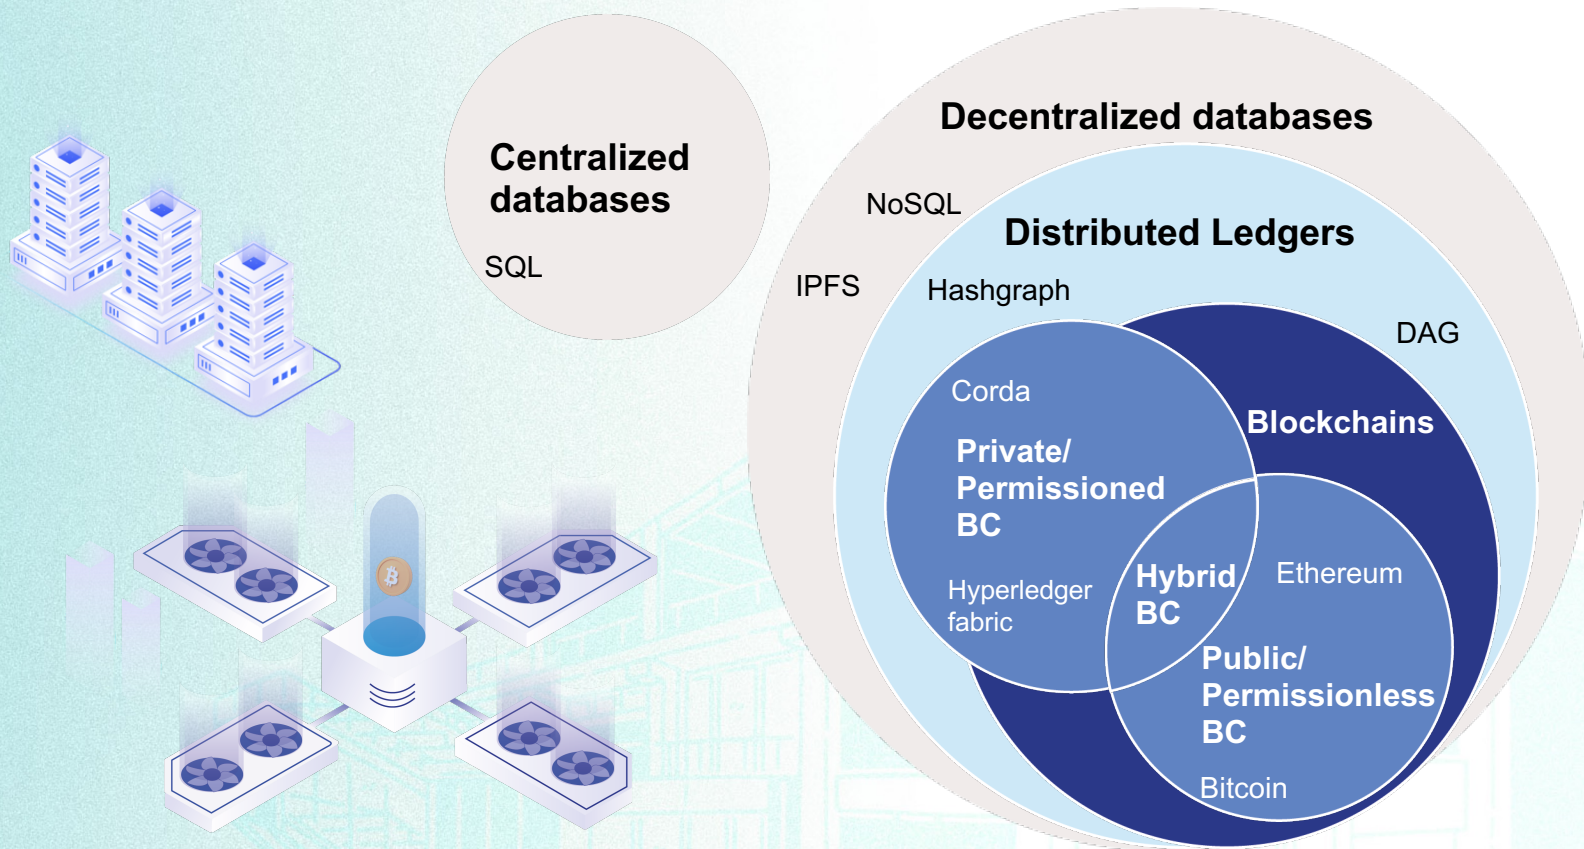 Centralized
databases
SQL
Decentralized databases
NoSQL
IPFS
Distributed Ledgers
Hashgraph
DAG
Corda
Private/
Permissioned
BC
Hyperledger
fabric
Blockchains
Hybrid
BC
Ethereum
Public/
Permissionless
BC
Bitcoin